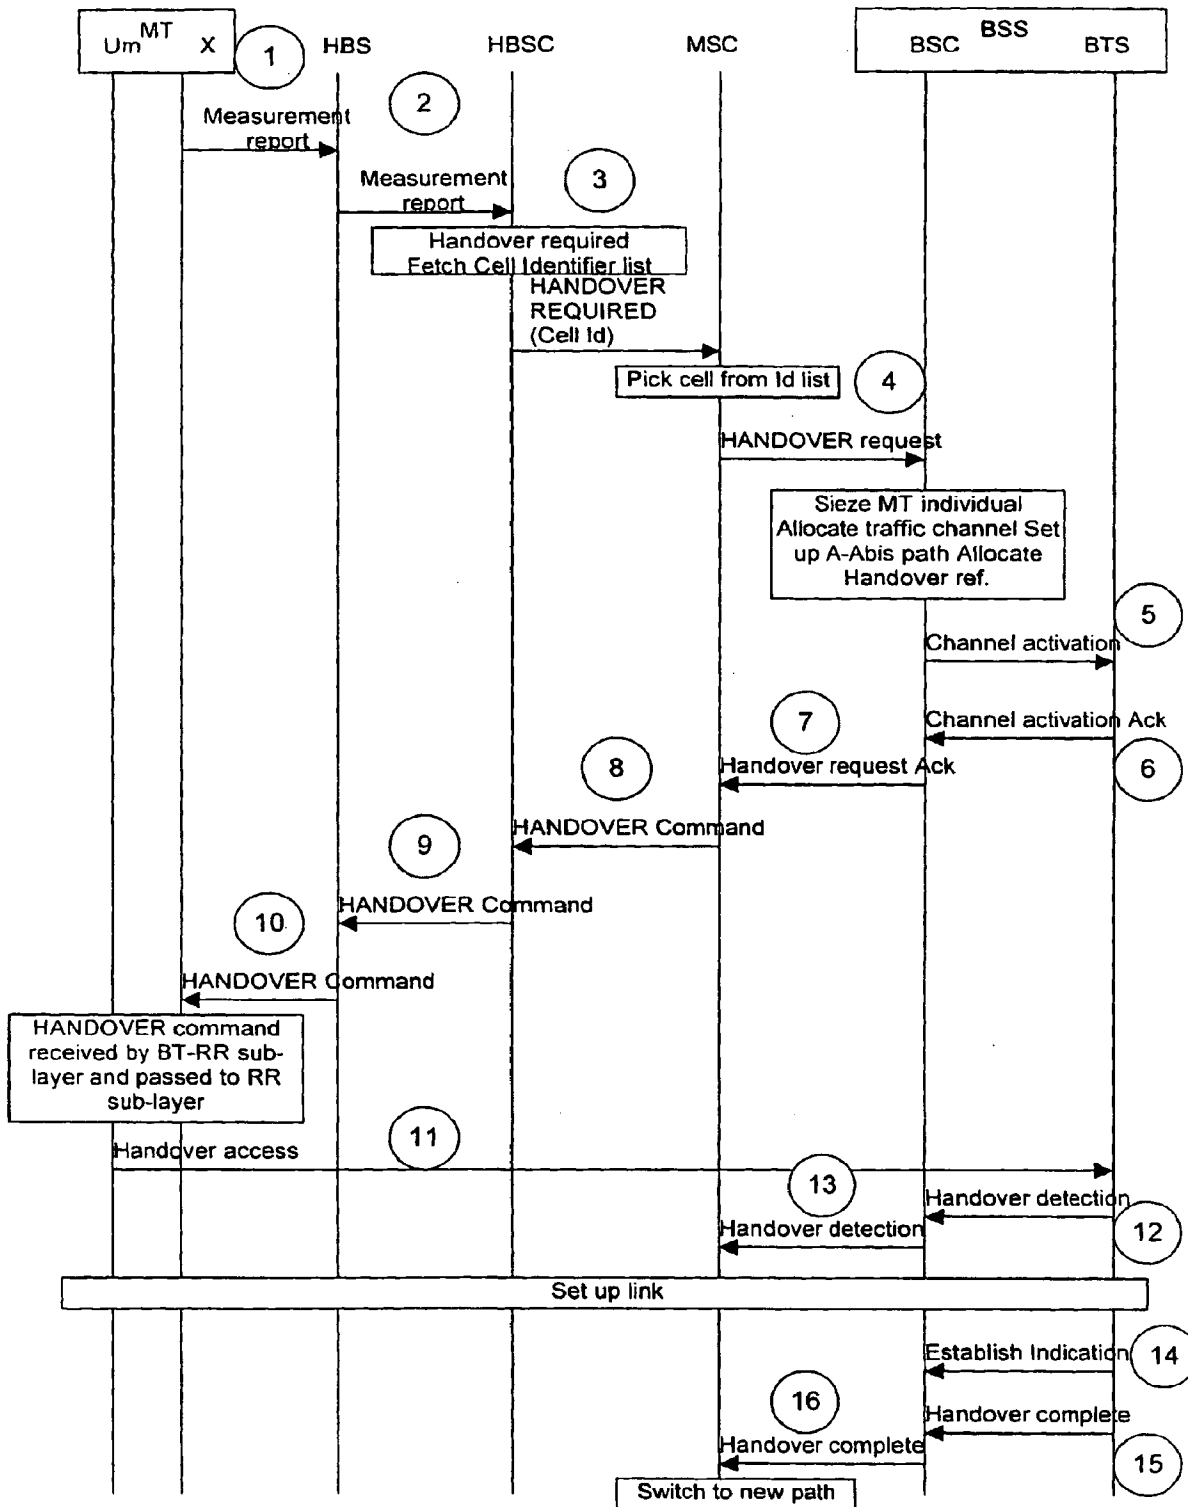 MT
Um
X
1
HBS
HBSC
MSC
BSS
BSC
BTS
2
Measurement
report
3
Measurement
report
Handover required
Fetch Cell Identifier list
HANDOVER
REQUIRED
(Cell Id)
Pick cell from Id list
4
HANDOVER request
Sieze MT individual
Allocate traffic channel Set
up A-Abis path Allocate
Handover ref.
5
Channel activation
7
Channel activation Ack
8
Handover request Ack
6
9
HANDOVER Command
10
HANDOVER Command
HANDOVER Command
HANDOVER command
received by BT-RR sub-
layer and passed to RR
sub-layer
11
Handover access
13
Handover detection
Handover detection
12
Set up link
Establish Indication
14
16
Handover complete
Handover complete
15
Switch to new path